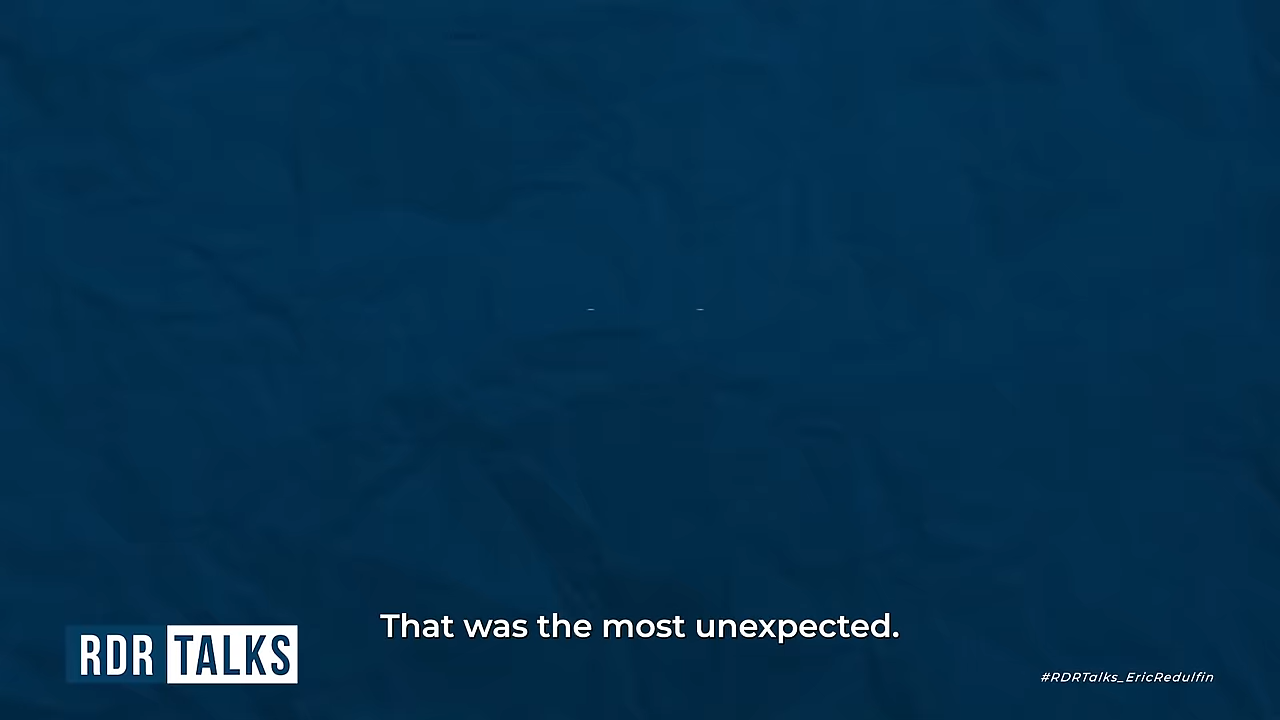 That was the most unexpected.
RDR TALKS
#RDRTalks_EricRedulfin